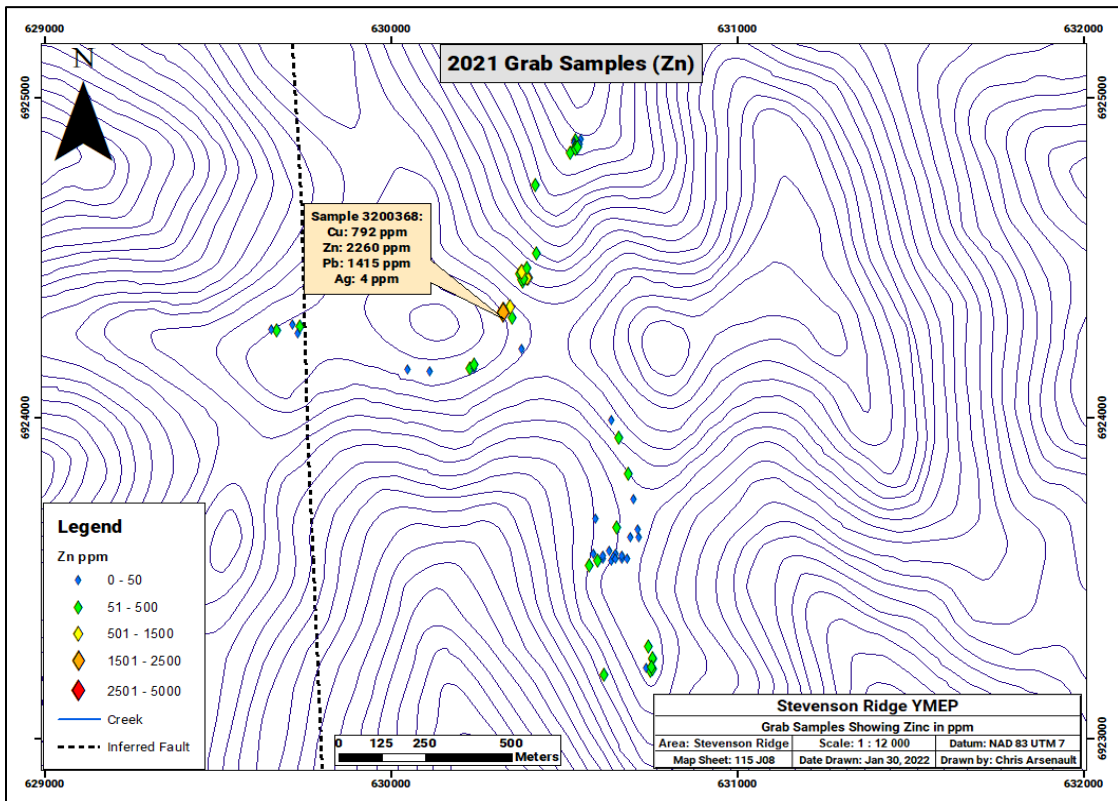 629000 630000 631000 632000
N
2021 Grab Samples (Zn)
6925000 6925000
Sample 3200368:
Cu: 792 ppm
Zn: 2260 ppm
Pb: 1415 ppm
Ag: 4 ppm
6924000 6924000
Legend
Zn ppm
0 - 50
51 - 500
501 - 1500
1501 - 2500
2501 - 5000
Creek
Inferred Fault
0 125 250 500
Meters
Stevenson Ridge YMEP
Grab Samples Showing Zinc in ppm
Area: Stevenson Ridge Scale: 1 : 12 000 Datum: NAD 83 UTM 7
Map Sheet: 115 J08 Date Drawn: Jan 30, 2022 Drawn by: Chris Arsenault
6923000 6923000
629000 630000 631000 632000